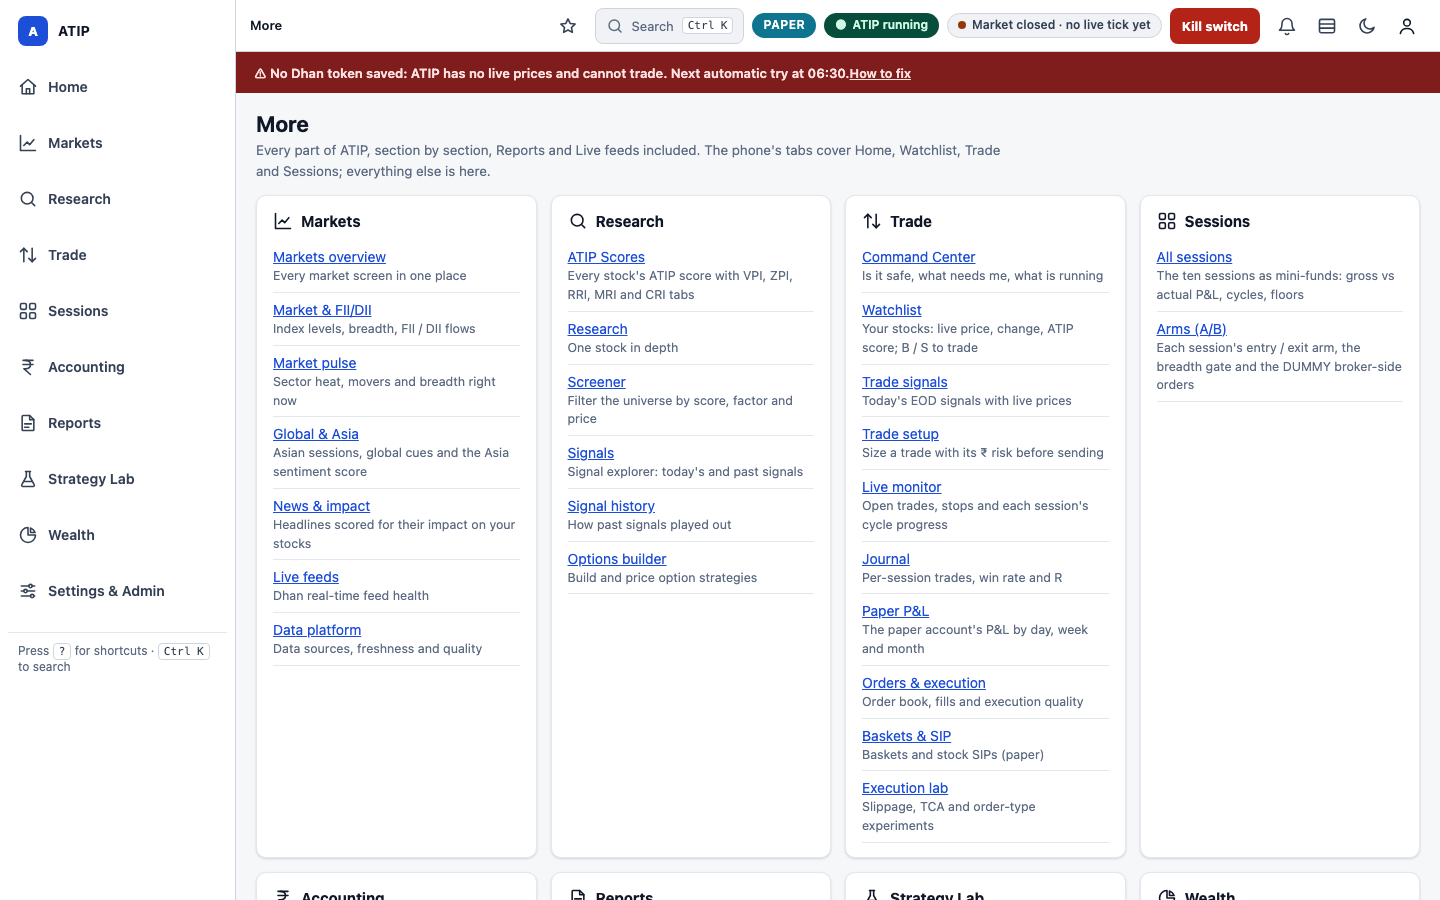 A ATIP
Home
Markets
Research
Trade
Sessions
Accounting
Reports
Strategy Lab
Wealth
Settings & Admin
Press ? for shortcuts · Ctrl K
to search
More
Search Ctrl K
PAPER
ATIP running
Market closed · no live tick yet
Kill switch
⚠ No Dhan token saved: ATIP has no live prices and cannot trade. Next automatic try at 06:30.How to fix
More
Every part of ATIP, section by section, Reports and Live feeds included. The phone's tabs cover Home, Watchlist, Trade
and Sessions; everything else is here.
Markets
Markets overview
Every market screen in one place
Market & FII/DII
Index levels, breadth, FII / DII flows
Market pulse
Sector heat, movers and breadth right
now
Global & Asia
Asian sessions, global cues and the Asia
sentiment score
News & impact
Headlines scored for their impact on your
stocks
Live feeds
Dhan real-time feed health
Data platform
Data sources, freshness and quality
Research
ATIP Scores
Every stock's ATIP score with VPI, ZPI,
RRI, MRI and CRI tabs
Research
One stock in depth
Screener
Filter the universe by score, factor and
price
Signals
Signal explorer: today's and past signals
Signal history
How past signals played out
Options builder
Build and price option strategies
Trade
Command Center
Is it safe, what needs me, what is running
Watchlist
Your stocks: live price, change, ATIP
score; B / S to trade
Trade signals
Today's EOD signals with live prices
Trade setup
Size a trade with its ₹ risk before sending
Live monitor
Open trades, stops and each session's
cycle progress
Journal
Per-session trades, win rate and R
Paper P&L
The paper account's P&L by day, week
and month
Orders & execution
Order book, fills and execution quality
Baskets & SIP
Baskets and stock SIPs (paper)
Execution lab
Slippage, TCA and order-type
experiments
Sessions
All sessions
The ten sessions as mini-funds: gross vs
actual P&L, cycles, floors
Arms (A/B)
Each session's entry / exit arm, the
breadth gate and the DUMMY broker-side
orders
Accounting
Reports
Strategy Lab
Wealth